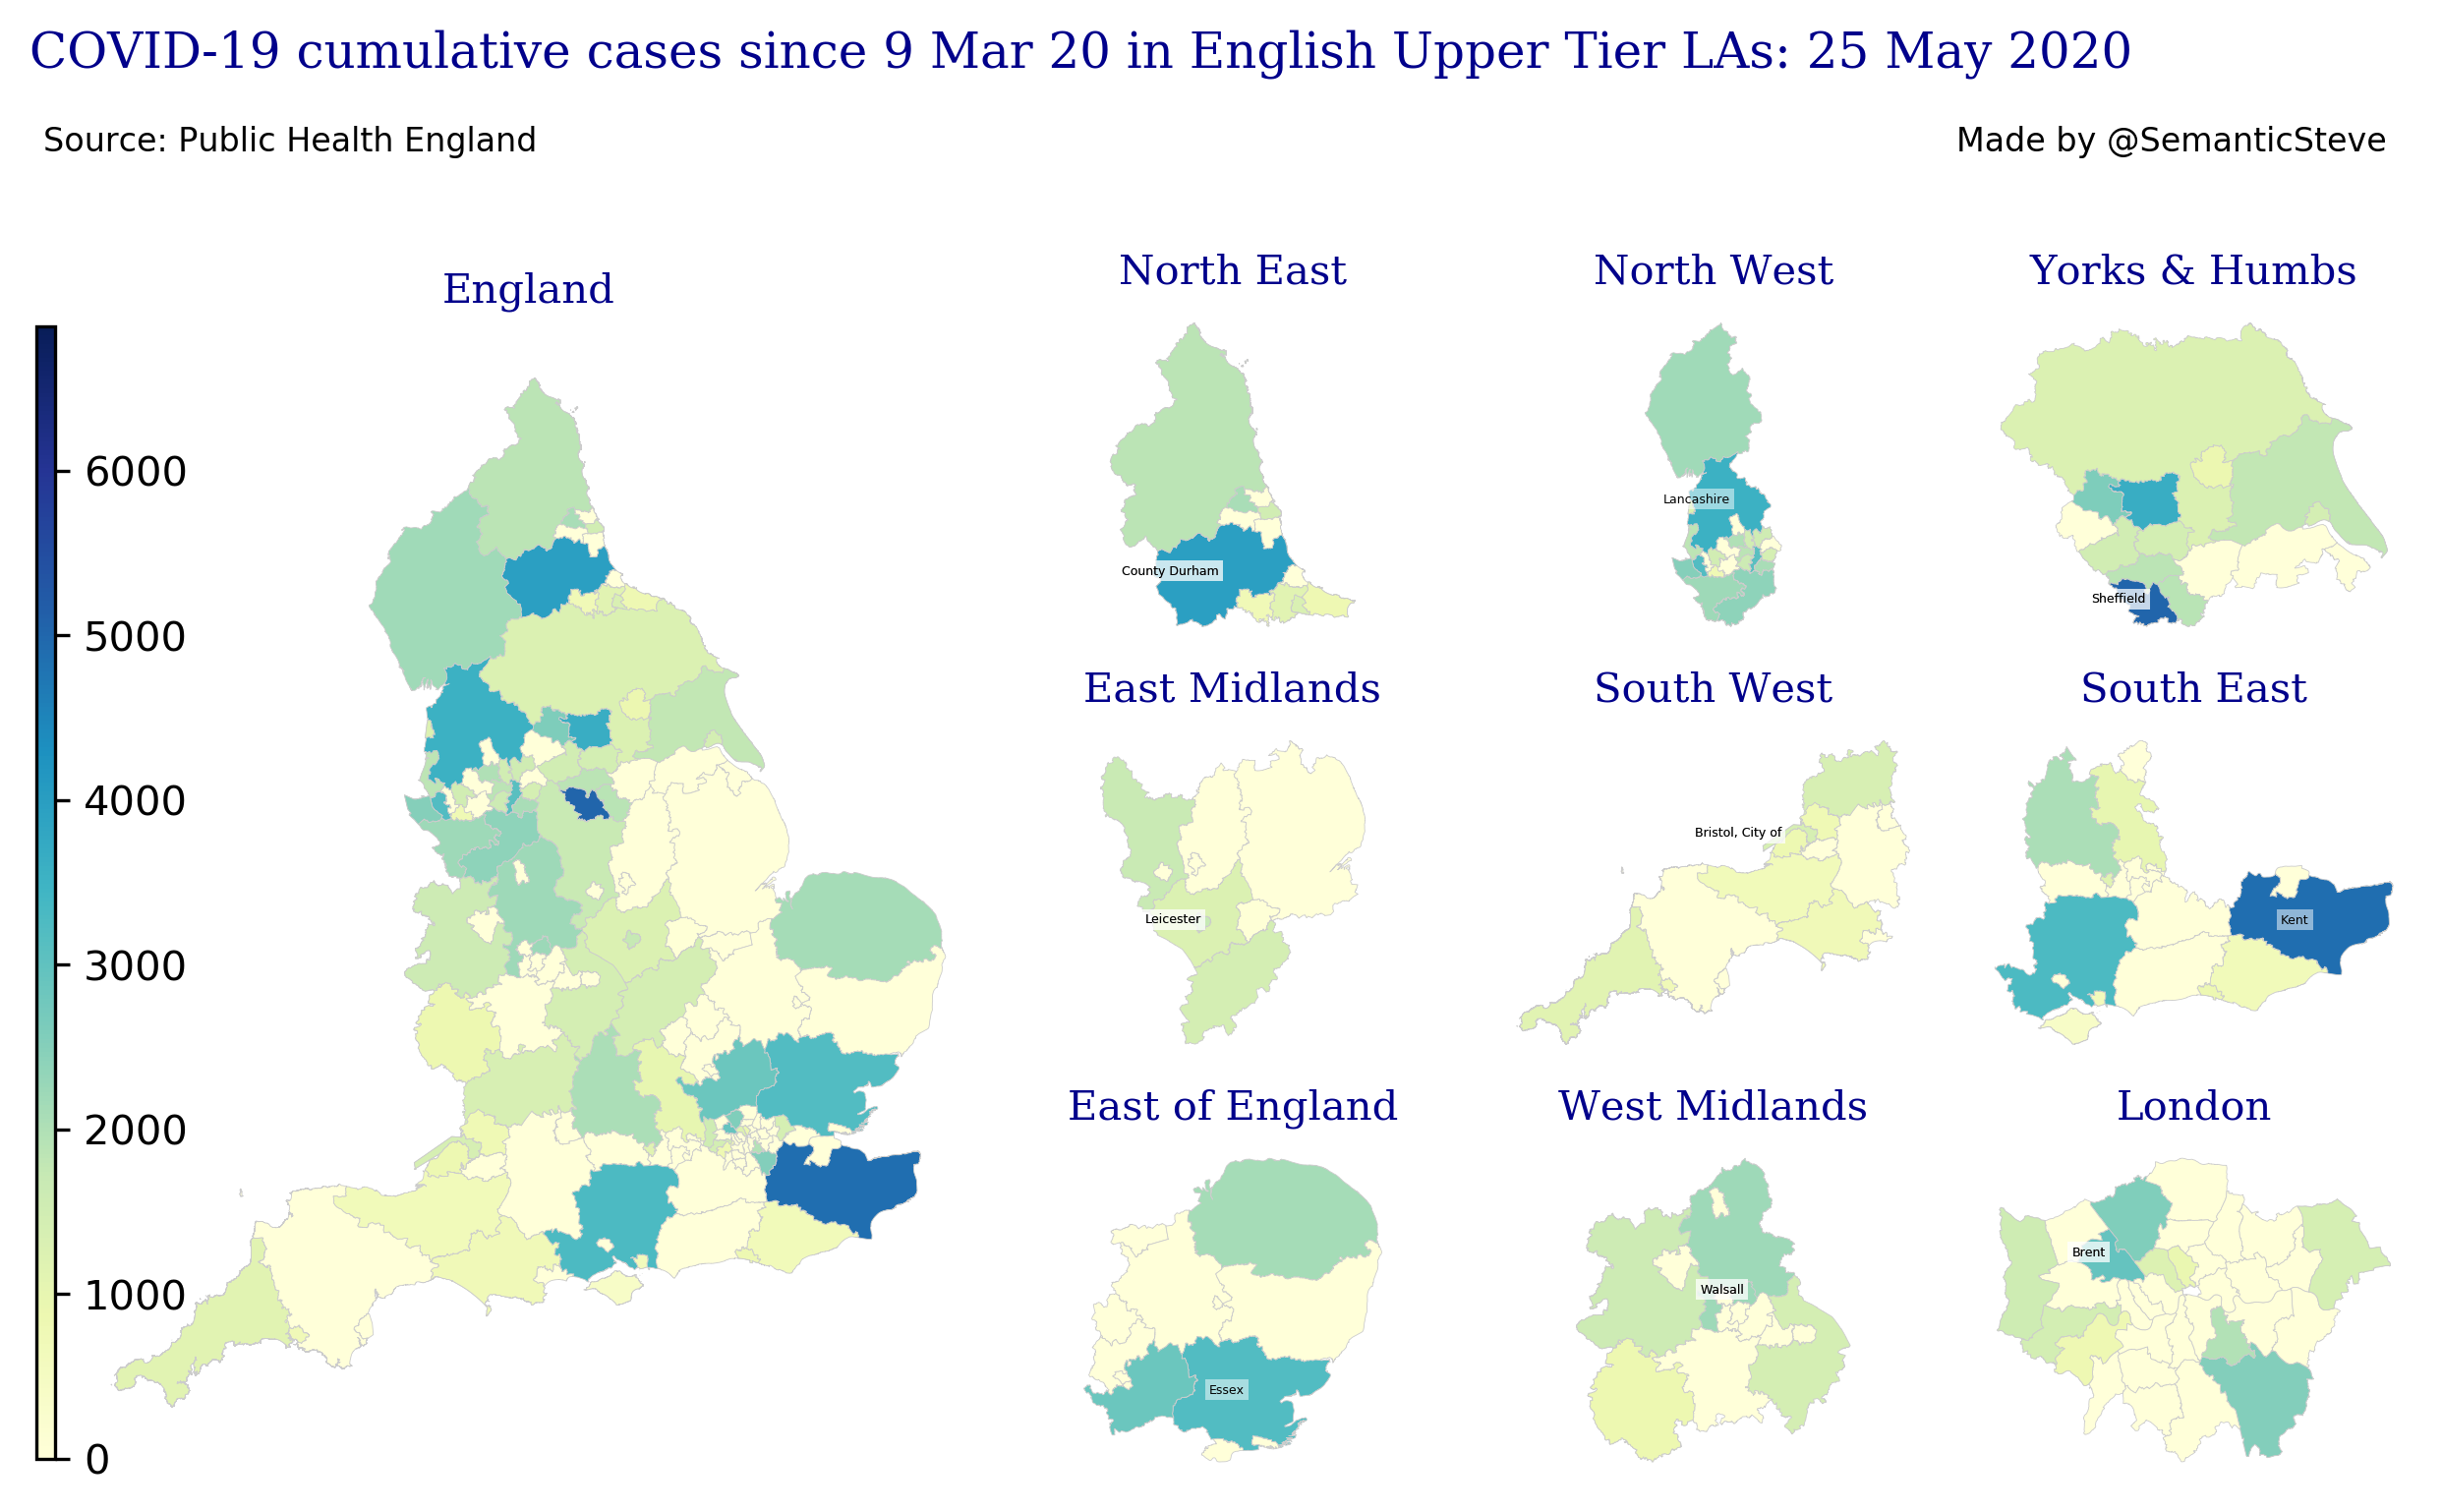 COVID-19 cumulative cases since 9 Mar 20 in English Upper Tier LAs: 25 May 2020
Source: Public Health England
Made by @SemanticSteve
England
North East
North West
Yorks & Humbs
6000
5000
4000
3000
2000
1000
0
County Durham
Lancashire
Sheffield
East Midlands
South West
South East
Leicester
Bristol, City of
Kent
East of England
West Midlands
London
Essex
Walsall
Brent